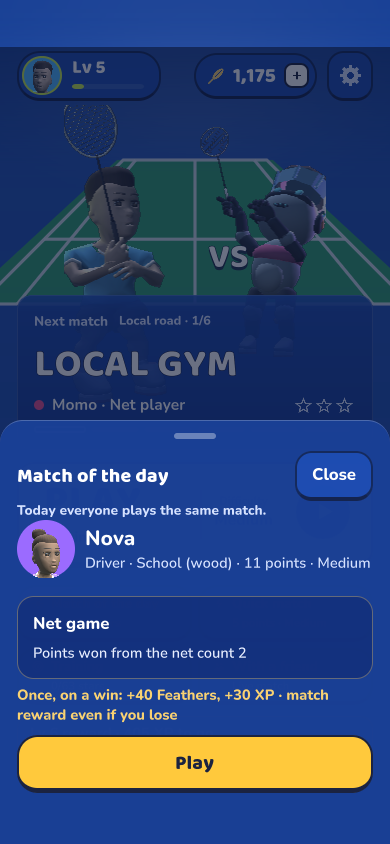 Lv 5
1,175 +
VS
Next match Local road · 1/6
LOCAL GYM
Momo · Net player
Match of the day
Close
Today everyone plays the same match.
Nova
Driver · School (wood) · 11 points · Medium
Net game
Points won from the net count 2
Once, on a win: +40 Feathers, +30 XP · match
reward even if you lose
Play